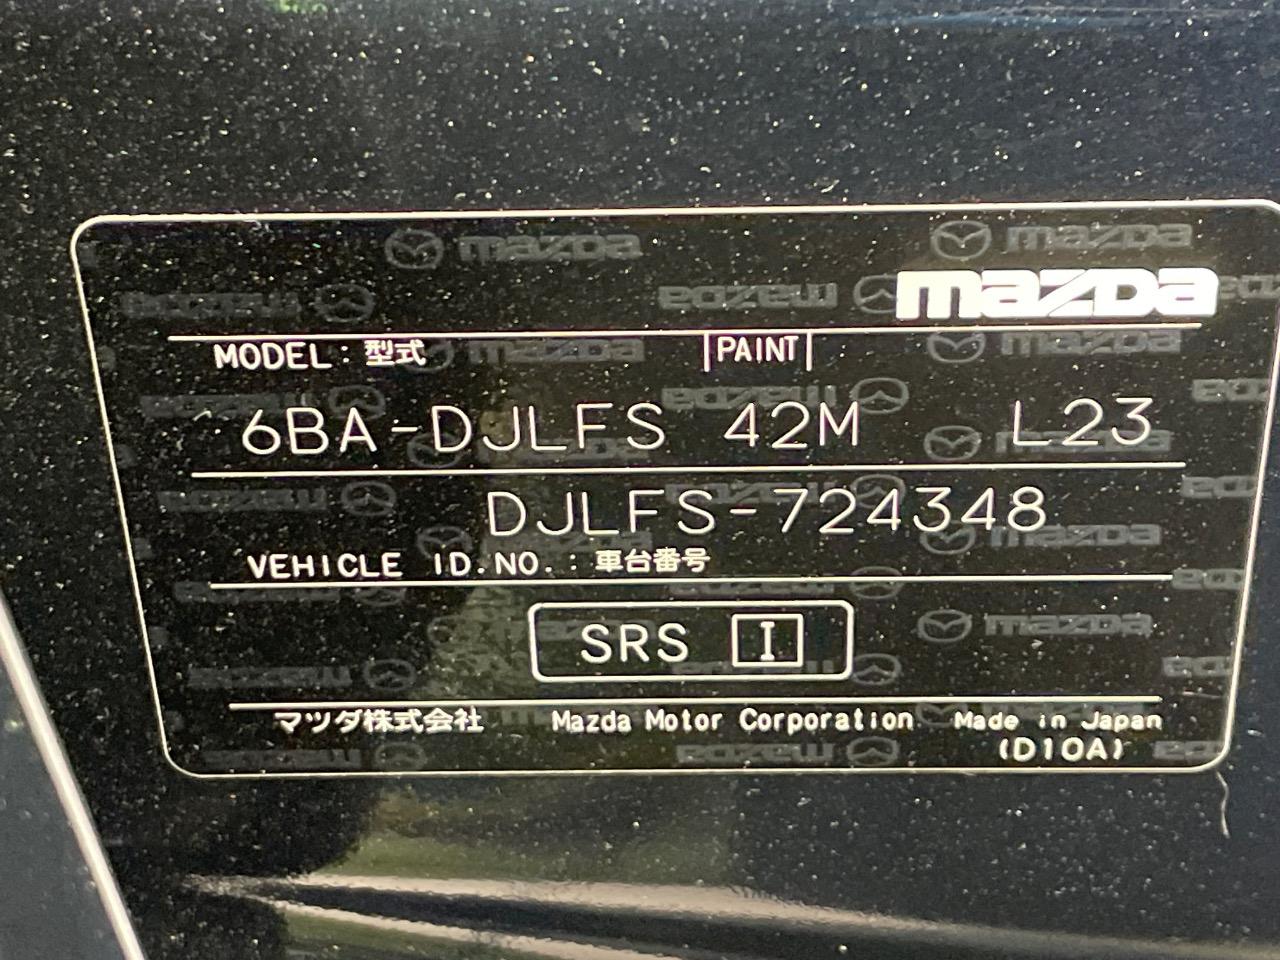 mazda
MODEL : 型式 PAINT
6BA-DJLFS 42M L23
DJLFS-724348
VEHICLE ID.NO. : 車台番号
SRS I
マツダ株式会社 Mazda Motor Corporation Made in Japan
(D10A)